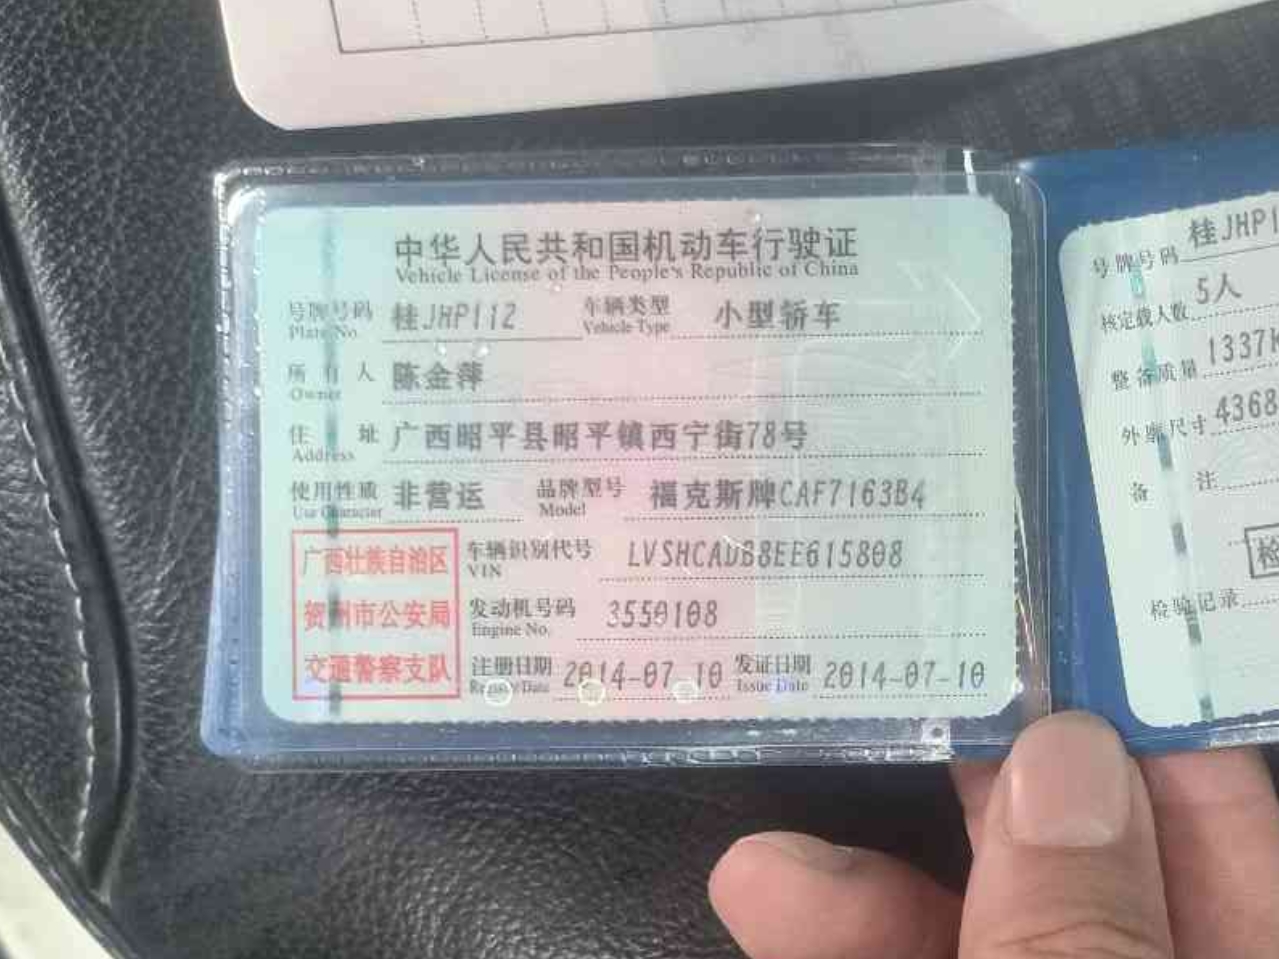 中华人民共和国机动车行驶证
Vehicle License of the People's Republic of China
号牌号码 桂JHP112 车辆类型 小型轿车
Plate No. Vehicle Type
所有人 陈金萍
Owner
住址 广西昭平县昭平镇西宁街78号
Address
使用性质 非营运 品牌型号 福克斯牌CAF7163B4
Use Character Model
广西壮族自治区
贺州市公安局
交通警察支队
车辆识别代号 LVSHCADB8EE615808
VIN
发动机号码 3550108
Engine No.
注册日期 2014-07-10 发证日期 2014-07-10
Register Date Issue Date
号牌号码 桂JHP1
核定载人数 5人
整备质量 1337K
外廓尺寸 4368
备注
检
检验记录